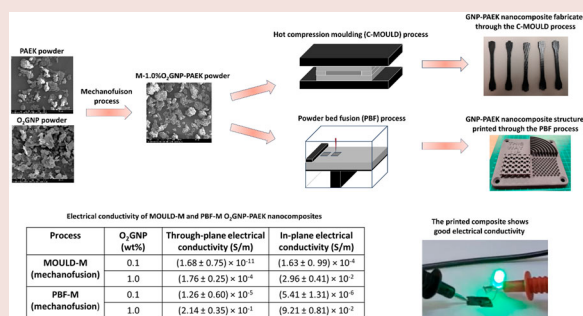 PAEK powder
Mechanofuison
process
O₂GNP powder
M-1.0%O₂GNP-PAEK powder
Hot compression moulding (C-MOULD) process
Powder bed fusion (PBF) process
GNP-PAEK nanocomposite fabricate
through the C-MOULD process
GNP-PAEK nanocomposite structure
printed through the PBF process
Electrical conductivity of MOULD-M and PBF-M O₂GNP-PAEK nanocomposites
Process O₂GNP (wt%) Through-plane electrical conductivity (S/m) In-plane electrical conductivity (S/m)
MOULD-M (mechanofusion) 0.1 (1.68 ± 0.75) × 10⁻¹¹ (1.63 ± 0. 99) × 10⁻⁴
1.0 (1.76 ± 0.25) × 10⁻⁴ (2.96 ± 0.41) × 10⁻²
PBF-M (mechanofusion) 0.1 (1.26 ± 0.60) × 10⁻⁵ (5.41 ± 1.31) × 10⁻⁶
1.0 (2.14 ± 0.35) × 10⁻¹ (9.21 ± 0.81) × 10⁻²
The printed composite shows
good electrical conductivity